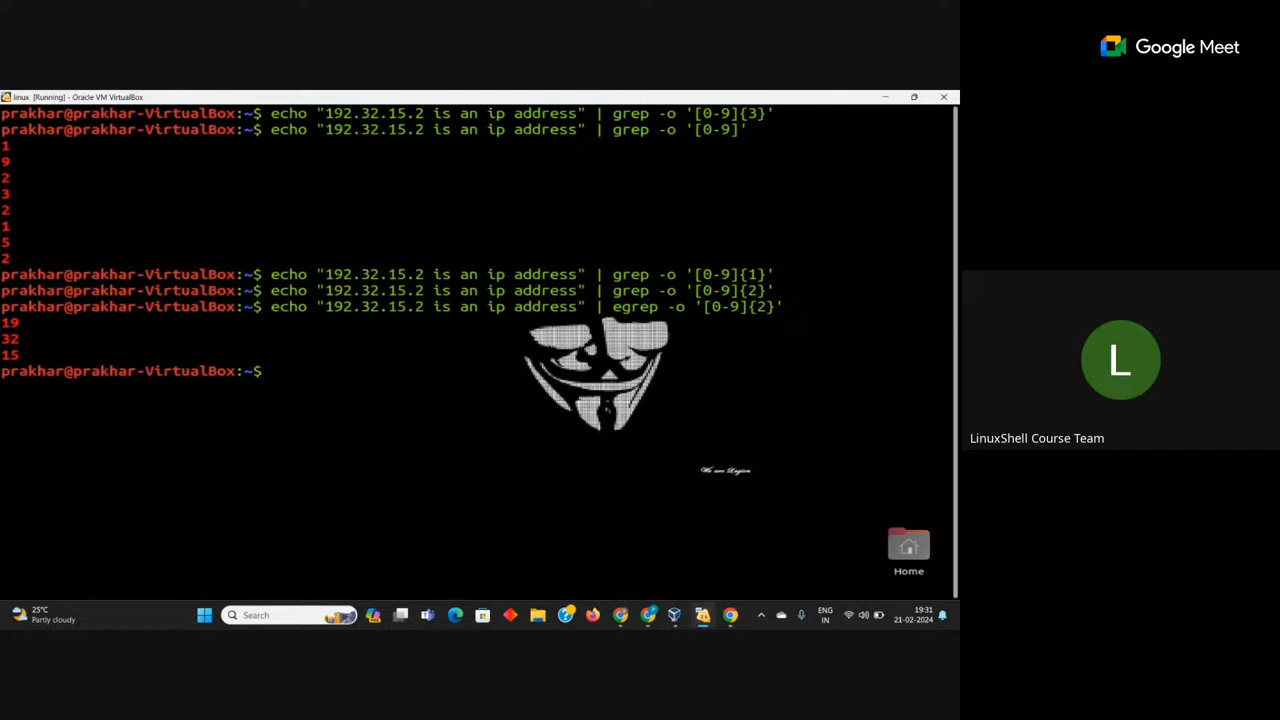 Google Meet
linux [Running] - Oracle VM VirtualBox
prakhar@prakhar-VirtualBox:~$ echo "192.32.15.2 is an ip address" | grep -o '[0-9]{3}'
prakhar@prakhar-VirtualBox:~$ echo "192.32.15.2 is an ip address" | grep -o '[0-9]'
1
9
2
3
2
1
5
2
prakhar@prakhar-VirtualBox:~$ echo "192.32.15.2 is an ip address" | grep -o '[0-9]{1}'
prakhar@prakhar-VirtualBox:~$ echo "192.32.15.2 is an ip address" | grep -o '[0-9]{2}'
prakhar@prakhar-VirtualBox:~$ echo "192.32.15.2 is an ip address" | egrep -o '[0-9]{2}'
19
32
15
prakhar@prakhar-VirtualBox:~$
We are Legion
Home
L
LinuxShell Course Team
25°C
Partly cloudy
Search
ENG
IN
19:31
21-02-2024